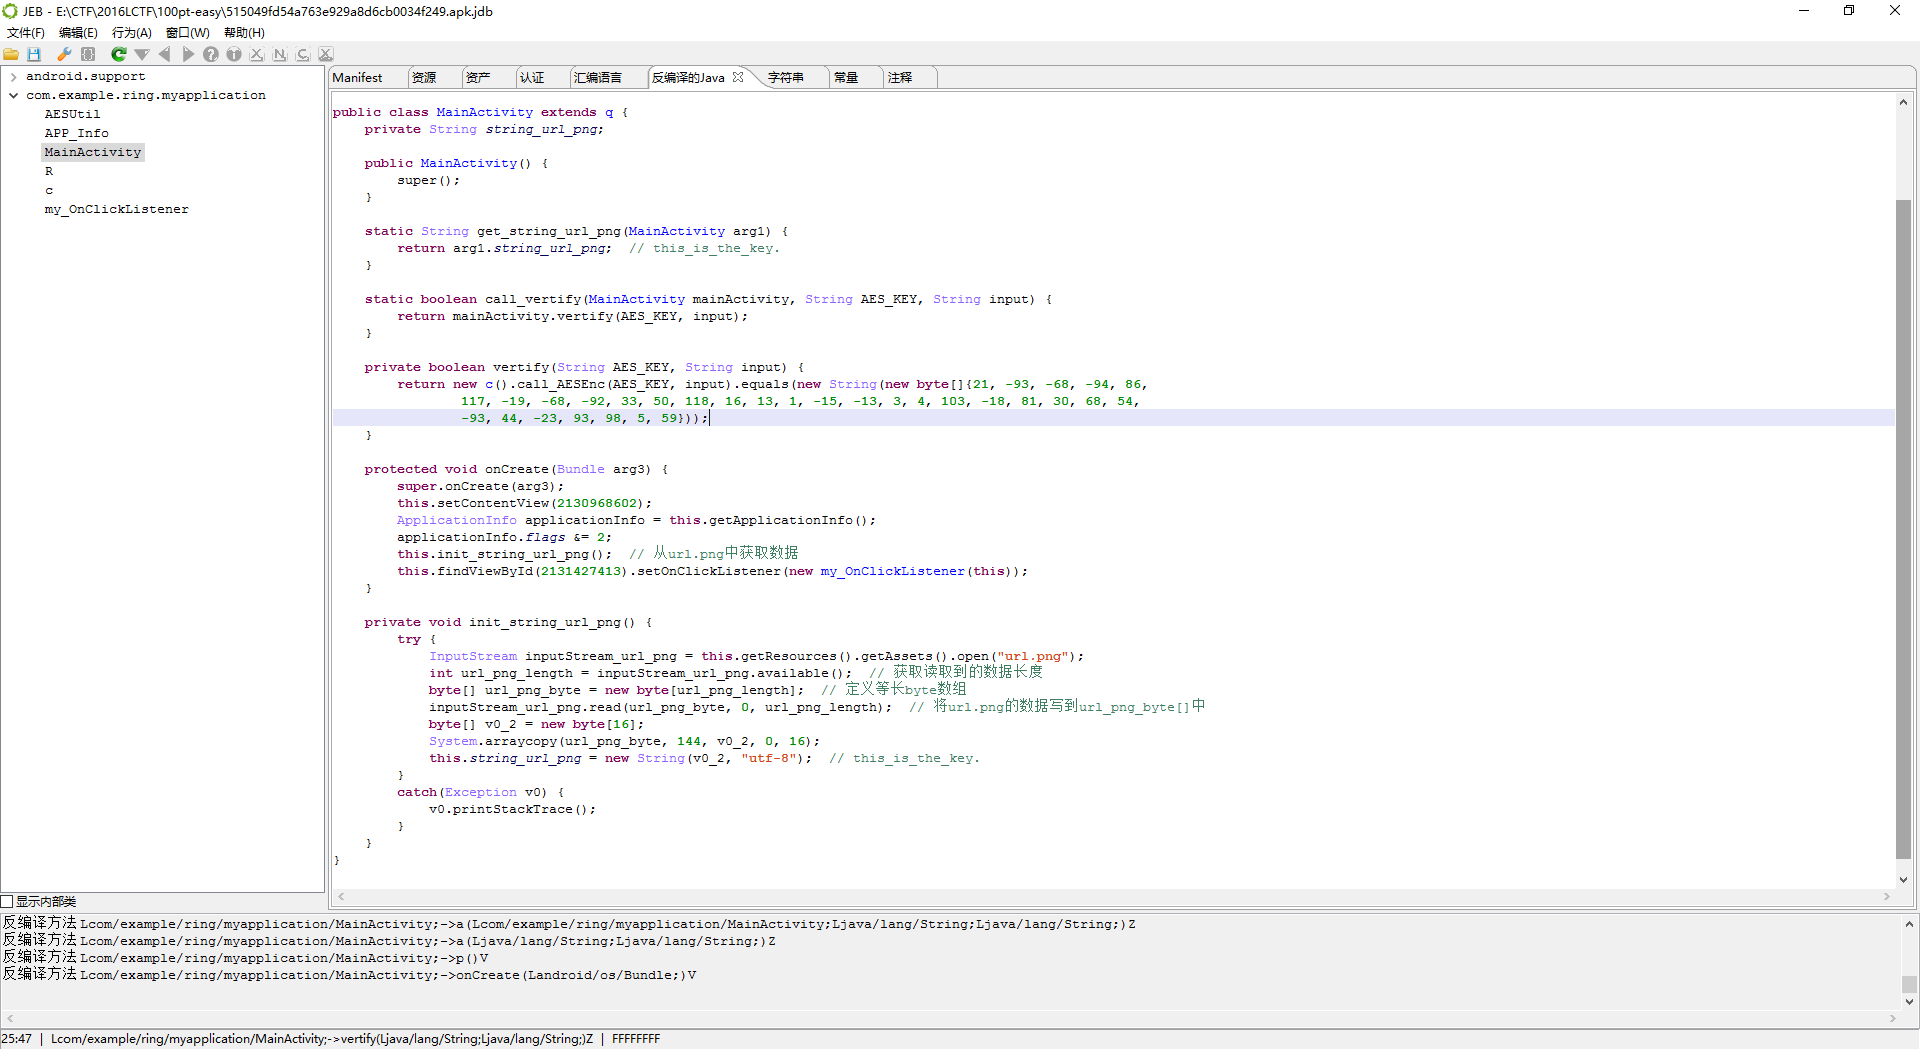 JEB - E:\CTF\2016LCTF\100pt-easy\515049fd54a763e929a8d6cb0034f249.apk.jdb
文件(F) 编辑(E) 行为(A) 窗口(W) 帮助(H)
android.support
com.example.ring.myapplication
AESUtil
APP_Info
MainActivity
R
c
my_OnClickListener
显示内部类
Manifest 资源 资产 认证 汇编语言 反编译的Java 字符串 常量 注释
public class MainActivity extends q {
private String string_url_png;
public MainActivity() {
super();
}
static String get_string_url_png(MainActivity arg1) {
return arg1.string_url_png;  // this_is_the_key.
}
static boolean call_vertify(MainActivity mainActivity, String AES_KEY, String input) {
return mainActivity.vertify(AES_KEY, input);
}
private boolean vertify(String AES_KEY, String input) {
return new c().call_AESEnc(AES_KEY, input).equals(new String(new byte[]{21, -93, -68, -94, 86,
117, -19, -68, -92, 33, 50, 118, 16, 13, 1, -15, -13, 3, 4, 103, -18, 81, 30, 68, 54,
-93, 44, -23, 93, 98, 5, 59}));
}
protected void onCreate(Bundle arg3) {
super.onCreate(arg3);
this.setContentView(2130968602);
ApplicationInfo applicationInfo = this.getApplicationInfo();
applicationInfo.flags &= 2;
this.init_string_url_png();  // 从url.png中获取数据
this.findViewById(2131427413).setOnClickListener(new my_OnClickListener(this));
}
private void init_string_url_png() {
try {
InputStream inputStream_url_png = this.getResources().getAssets().open("url.png");
int url_png_length = inputStream_url_png.available();  // 获取读取到的数据长度
byte[] url_png_byte = new byte[url_png_length];  // 定义等长byte数组
inputStream_url_png.read(url_png_byte, 0, url_png_length);  // 将url.png的数据写到url_png_byte[]中
byte[] v0_2 = new byte[16];
System.arraycopy(url_png_byte, 144, v0_2, 0, 16);
this.string_url_png = new String(v0_2, "utf-8");  // this_is_the_key.
}
catch(Exception v0) {
v0.printStackTrace();
}
}
}
反编译方法 Lcom/example/ring/myapplication/MainActivity;->a(Lcom/example/ring/myapplication/MainActivity;Ljava/lang/String;Ljava/lang/String;)Z
反编译方法 Lcom/example/ring/myapplication/MainActivity;->a(Ljava/lang/String;Ljava/lang/String;)Z
反编译方法 Lcom/example/ring/myapplication/MainActivity;->p()V
反编译方法 Lcom/example/ring/myapplication/MainActivity;->onCreate(Landroid/os/Bundle;)V
25:47 | Lcom/example/ring/myapplication/MainActivity;->vertify(Ljava/lang/String;Ljava/lang/String;)Z | FFFFFFFF